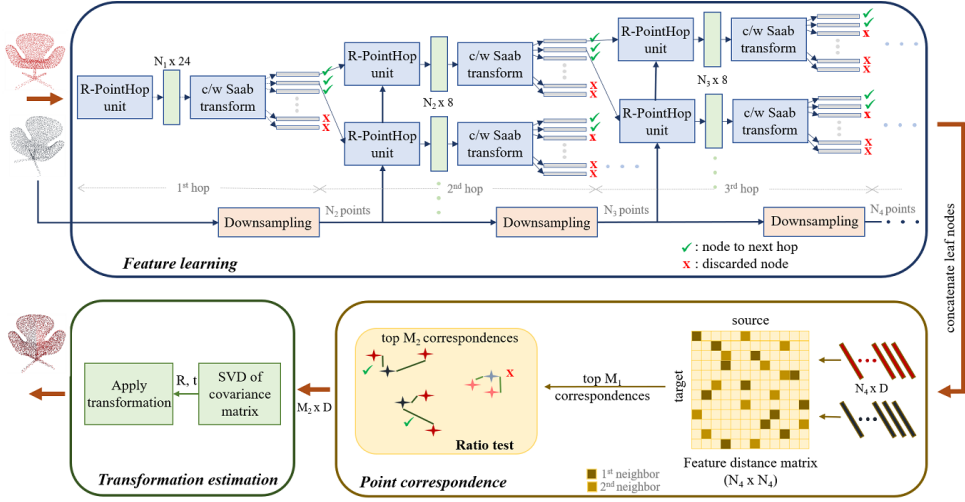 R-PointHop
unit
N1 x 24
c/w Saab
transform
x
x
R-PointHop
unit
N2 x 8
c/w Saab
transform
x
x
R-PointHop
unit
c/w Saab
transform
x
x
x
R-PointHop
unit
N3 x 8
c/w Saab
transform
x
x
x
R-PointHop
unit
c/w Saab
transform
x
x
x
1st hop
2nd hop
3rd hop
Downsampling
N2 points
Downsampling
N3 points
Downsampling
N4 points
✓ : node to next hop
x : discarded node
Feature learning
concatenate leaf nodes
Apply
transformation
R, t
SVD of
covariance
matrix
Transformation estimation
M2 x D
top M2 correspondences
x
Ratio test
top M1
correspondences
source
target
N4 x D
Feature distance matrix
(N4 x N4)
1st neighbor
2nd neighbor
Point correspondence